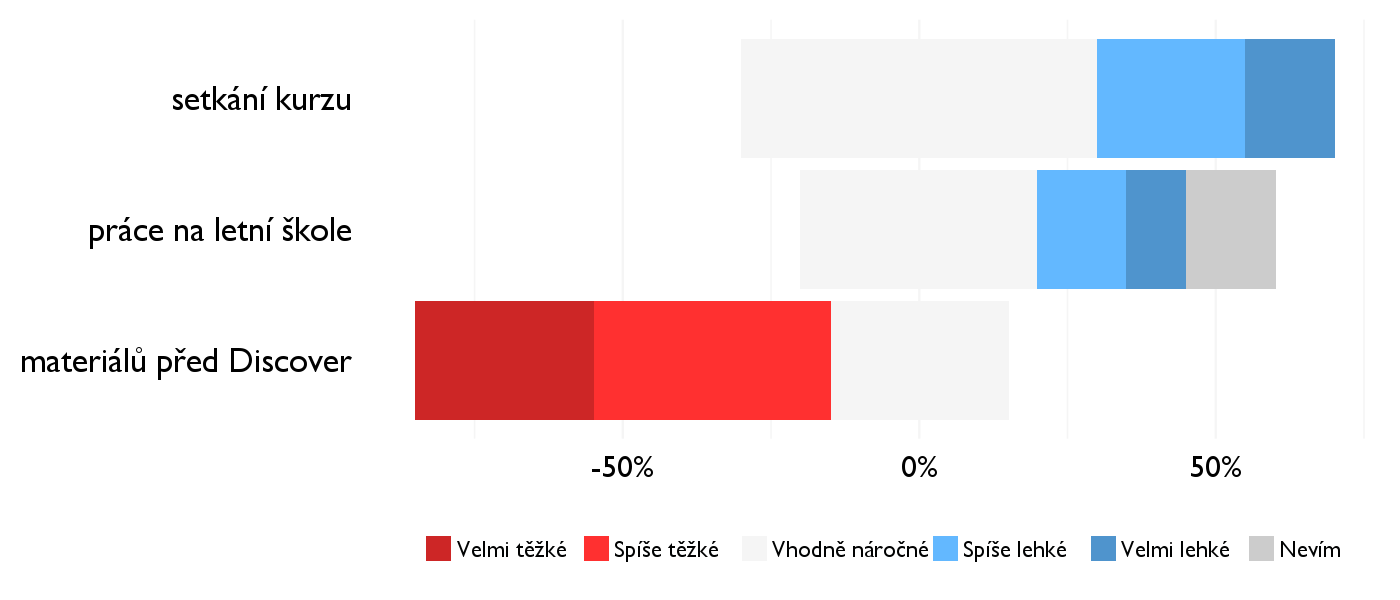 setkání kurzu
práce na letní škole
materiálů před Discover
-50% 0% 50%
Velmi těžké Spíše těžké Vhodně náročné Spíše lehké Velmi lehké Nevím